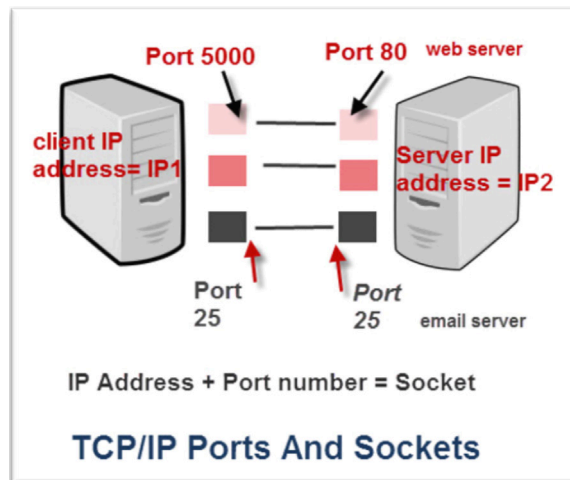 Port 5000
Port 80 web server
client IP
address= IP1
Server IP
address = IP2
Port
25
Port
25
email server
IP Address + Port number = Socket
TCP/IP Ports And Sockets